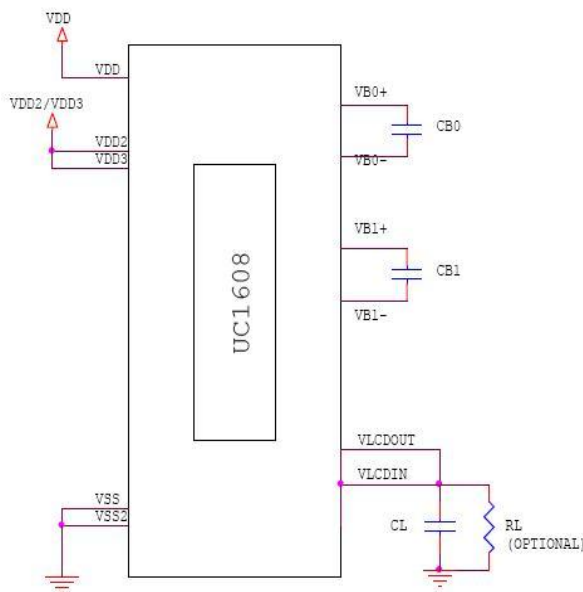 VDD
VDD
VDD2/VDD3
VDD2
VDD3
VB0+
CB0
VB0-
VB1+
CB1
VB1-
UC1608
VLCDOUT
VLCDIN
VSS
VSS2
CL
RL
(OPTIONAL)